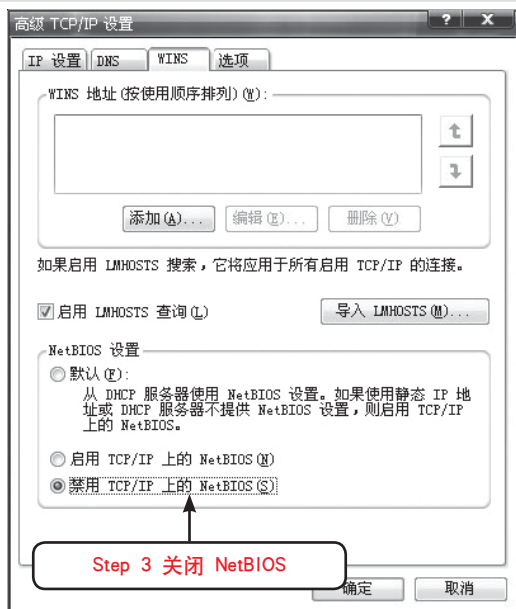 高级 TCP/IP 设置
? X
IP 设置 DNS WINS 选项
WINS 地址(按使用顺序排列)(W):
添加(A)... 编辑(E)... 删除(V)
如果启用 LMHOSTS 搜索，它将应用于所有启用 TCP/IP 的连接。
启用 LMHOSTS 查询(L) 导入 LMHOSTS(M)...
NetBIOS 设置
默认(F):
从 DHCP 服务器使用 NetBIOS 设置。如果使用静态 IP 地
址或 DHCP 服务器不提供 NetBIOS 设置，则启用 TCP/IP
上的 NetBIOS。
启用 TCP/IP 上的 NetBIOS(N)
禁用 TCP/IP 上的 NetBIOS(S)
Step 3 关闭 NetBIOS
确定 取消